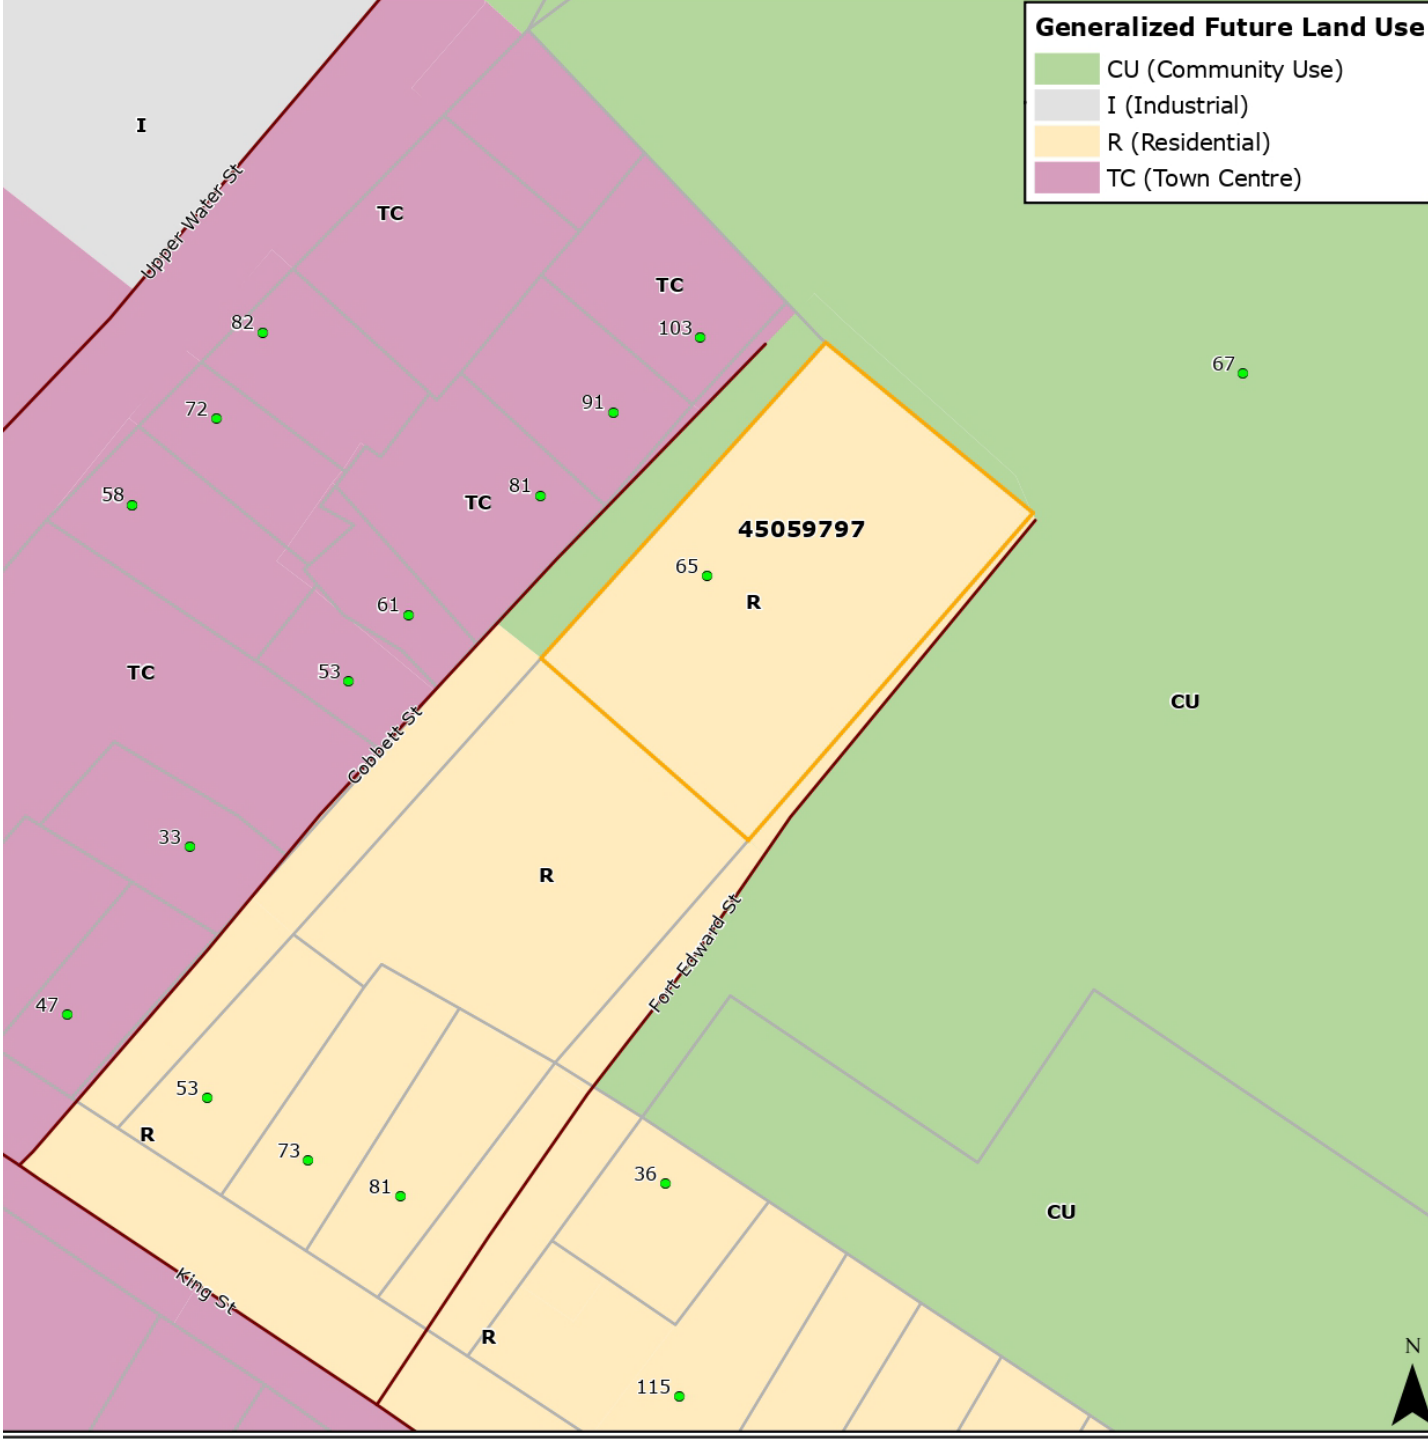 Generalized Future Land Use
CU (Community Use)
I (Industrial)
R (Residential)
TC (Town Centre)
I
Upper Water St
TC
TC
82
103
67
72
91
58
TC
81
45059797
65
R
61
53
TC
CU
Cobbett St
33
R
Fort Edward St
47
53
R
73
81
36
CU
King St
R
115
N